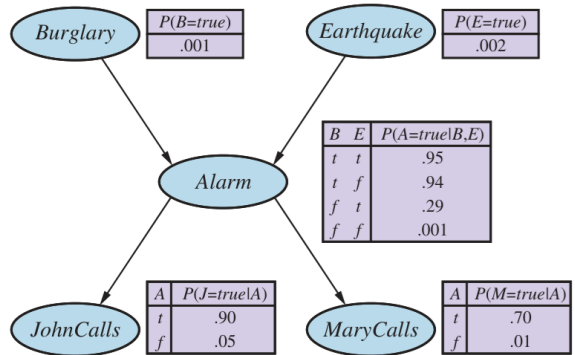 Burglary
P(B=true)
.001
Earthquake
P(E=true)
.002
B E P(A=true|B,E)
t t .95
t f .94
f t .29
f f .001
Alarm
A P(J=true|A)
t .90
f .05
JohnCalls
A P(M=true|A)
t .70
f .01
MaryCalls